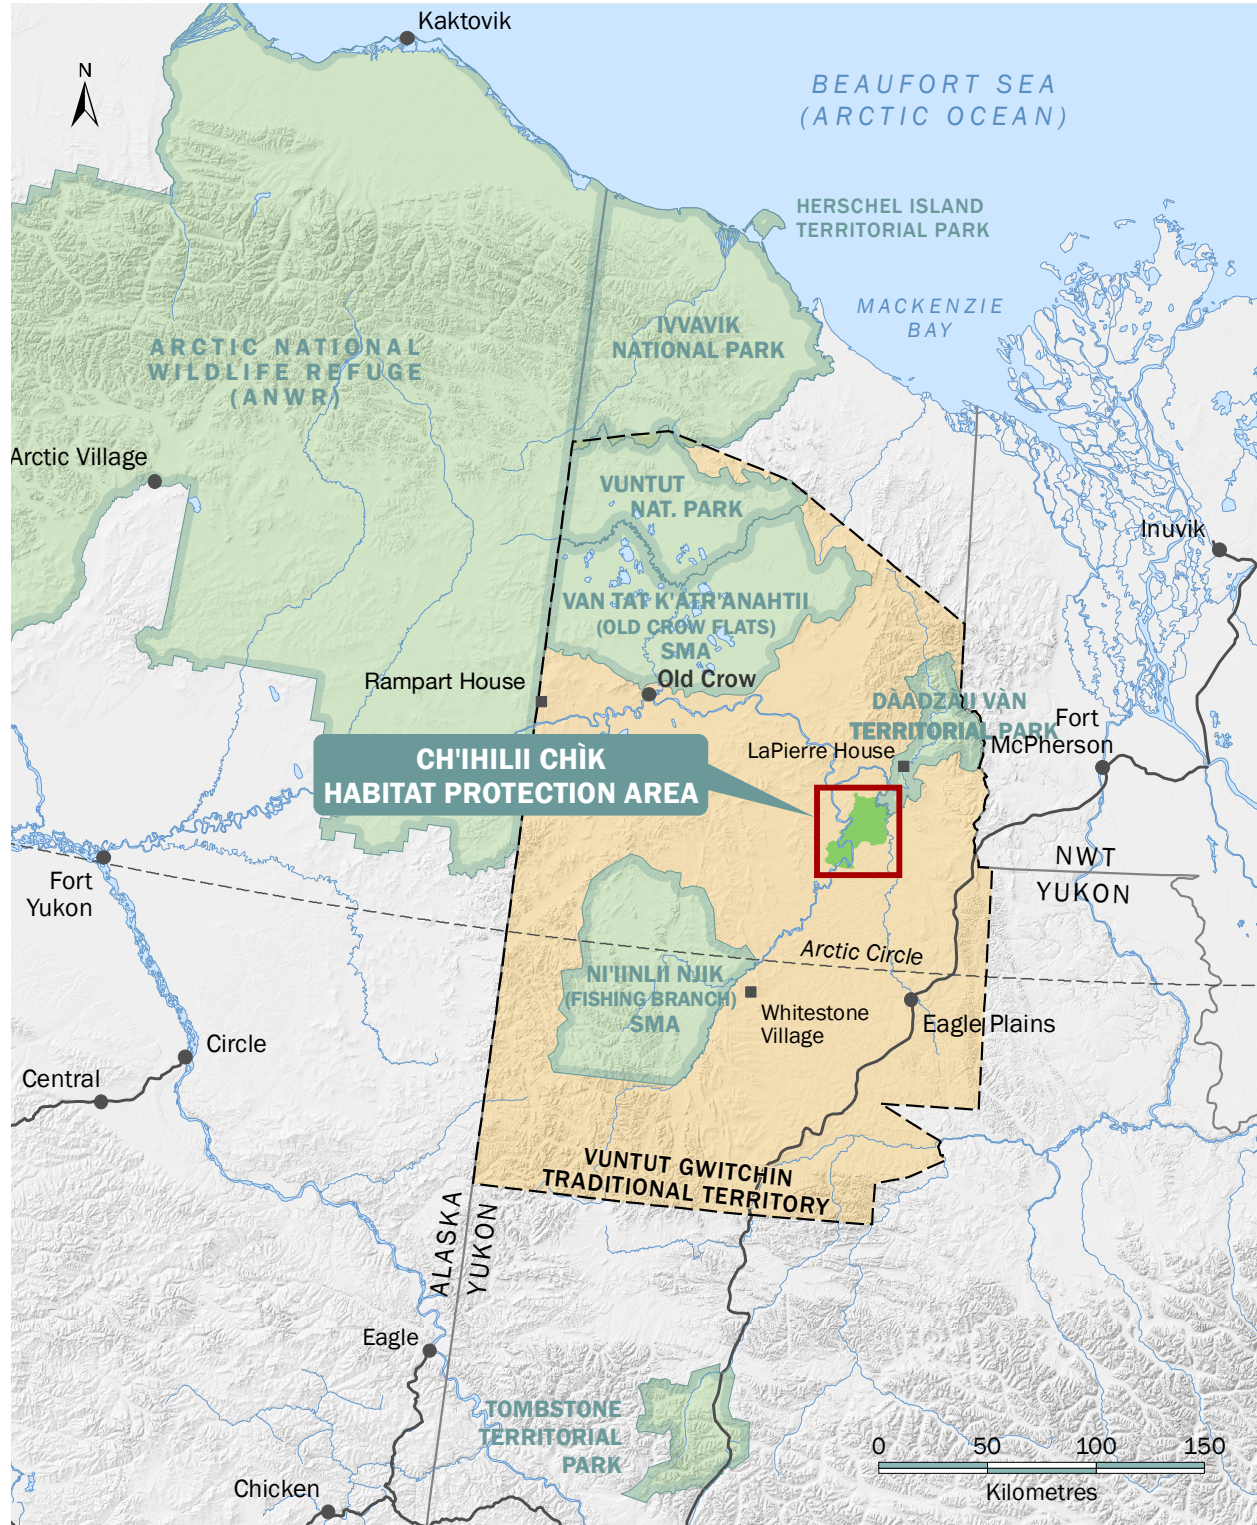 Kaktovik
N
BEAUFORT SEA
(ARCTIC OCEAN)
HERSCHEL ISLAND
TERRITORIAL PARK
MACKENZIE
BAY
IVVAVIK
NATIONAL PARK
ARCTIC NATIONAL
WILDLIFE REFUGE
(ANWR)
Arctic Village
VUNTUT
NAT. PARK
Inuvik
VAN TAT K'ATR'ANAHTII
(OLD CROW FLATS)
SMA
Old Crow
Rampart House
DÀADZÀII VÀN
TERRITORIAL PARK
Fort
McPherson
LaPierre House
CH'IHILII CHÌK
HABITAT PROTECTION AREA
NWT
YUKON
Fort
Yukon
Arctic Circle
NI'IINLII NJIK
(FISHING BRANCH)
SMA
Whitestone
Village
Eagle Plains
Circle
Central
VUNTUT GWITCHIN
TRADITIONAL TERRITORY
ALASKA
YUKON
Eagle
TOMBSTONE
TERRITORIAL
PARK
Chicken
0 50 100 150
Kilometres